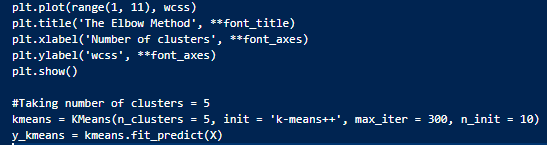 plt.plot(range(1, 11), wcss)
plt.title('The Elbow Method', **font_title)
plt.xlabel('Number of clusters', **font_axes)
plt.ylabel('wcss', **font_axes)
plt.show()
#Taking number of clusters = 5
kmeans = KMeans(n_clusters = 5, init = 'k-means++', max_iter = 300, n_init = 10)
y_kmeans = kmeans.fit_predict(X)